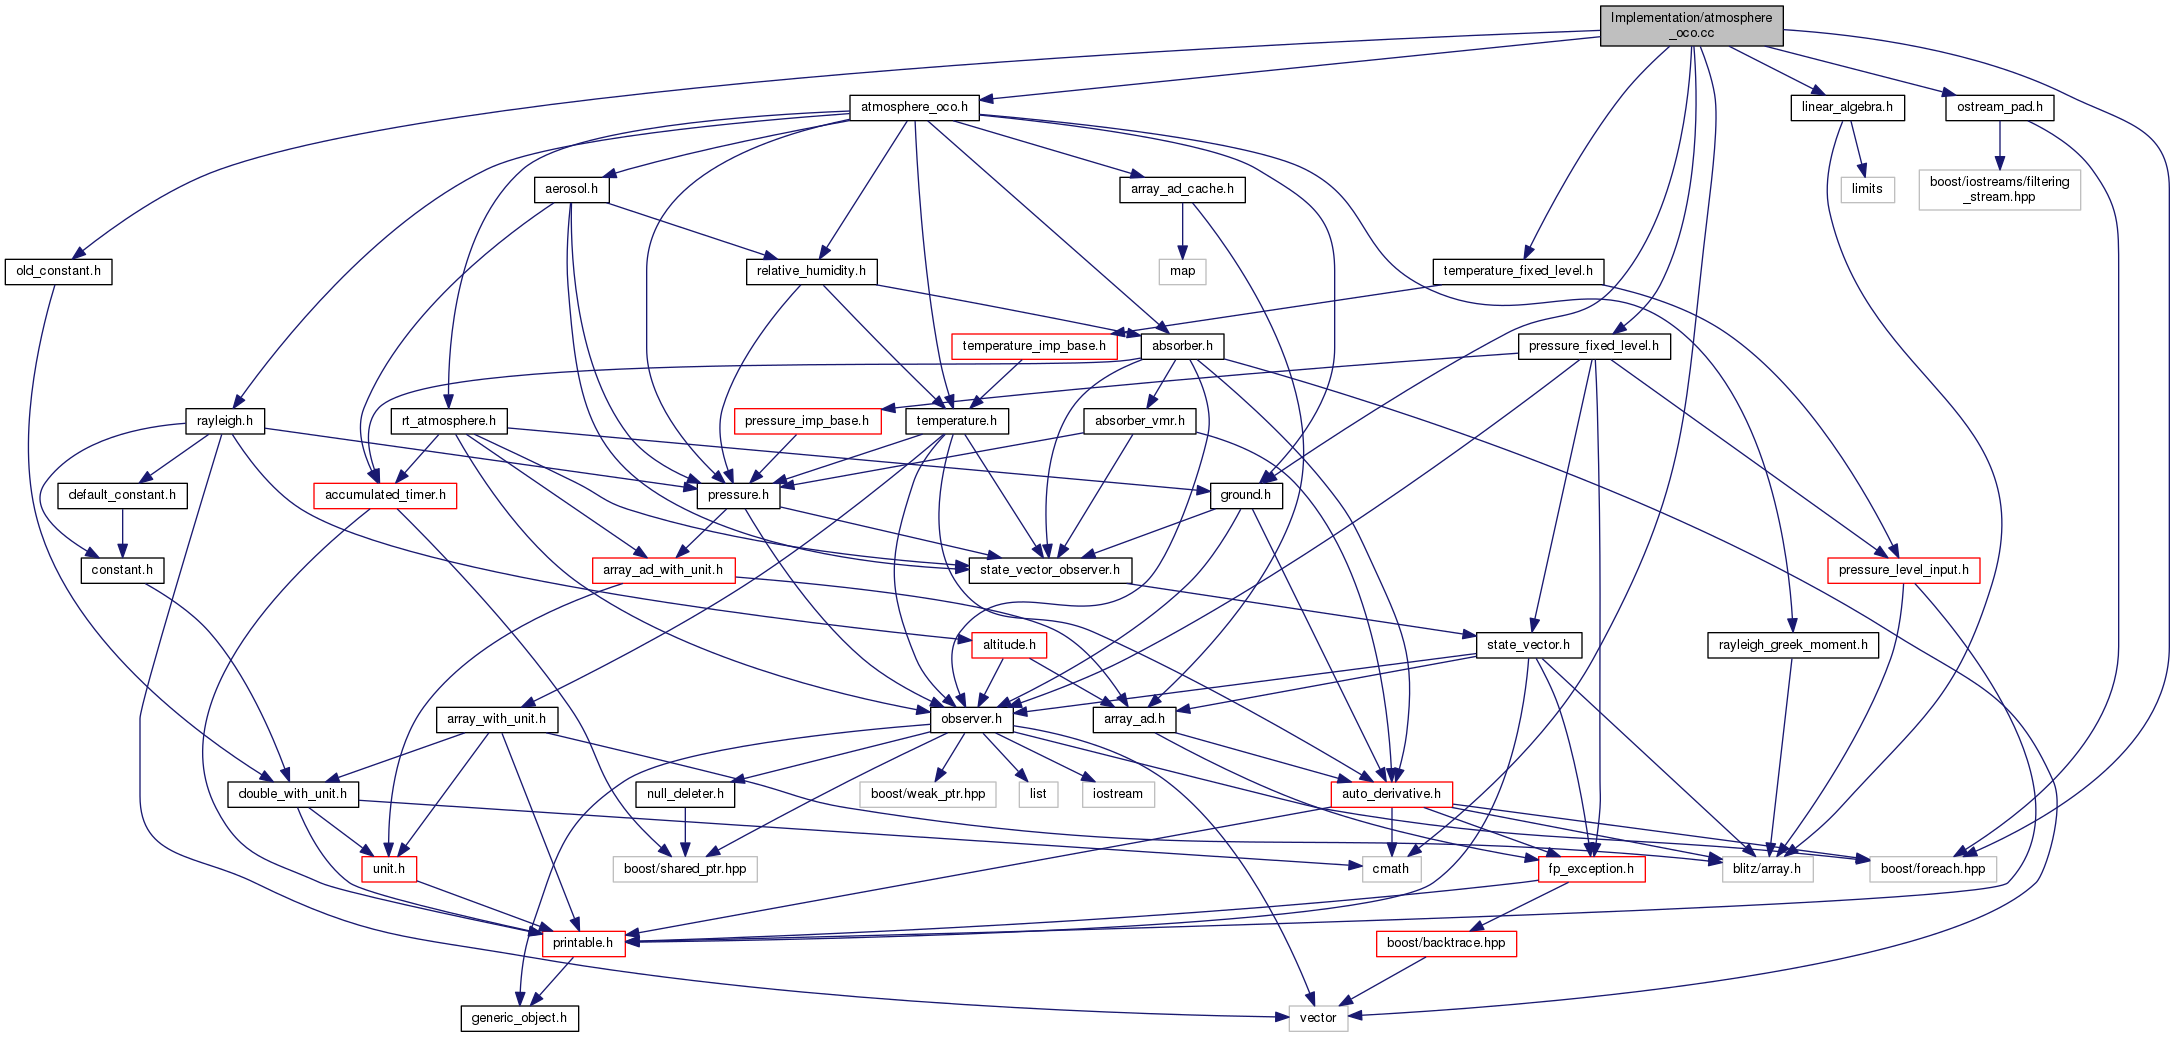 Implementation/atmosphere
_oco.cc
atmosphere_oco.h
linear_algebra.h
ostream_pad.h
aerosol.h
array_ad_cache.h
limits
boost/iostreams/filtering
_stream.hpp
old_constant.h
relative_humidity.h
map
temperature_fixed_level.h
temperature_imp_base.h
absorber.h
pressure_fixed_level.h
rayleigh.h
rt_atmosphere.h
pressure_imp_base.h
temperature.h
absorber_vmr.h
default_constant.h
accumulated_timer.h
pressure.h
ground.h
constant.h
array_ad_with_unit.h
state_vector_observer.h
pressure_level_input.h
altitude.h
state_vector.h
rayleigh_greek_moment.h
array_with_unit.h
observer.h
array_ad.h
double_with_unit.h
null_deleter.h
boost/weak_ptr.hpp
list
iostream
auto_derivative.h
unit.h
boost/shared_ptr.hpp
cmath
fp_exception.h
blitz/array.h
boost/foreach.hpp
printable.h
boost/backtrace.hpp
generic_object.h
vector